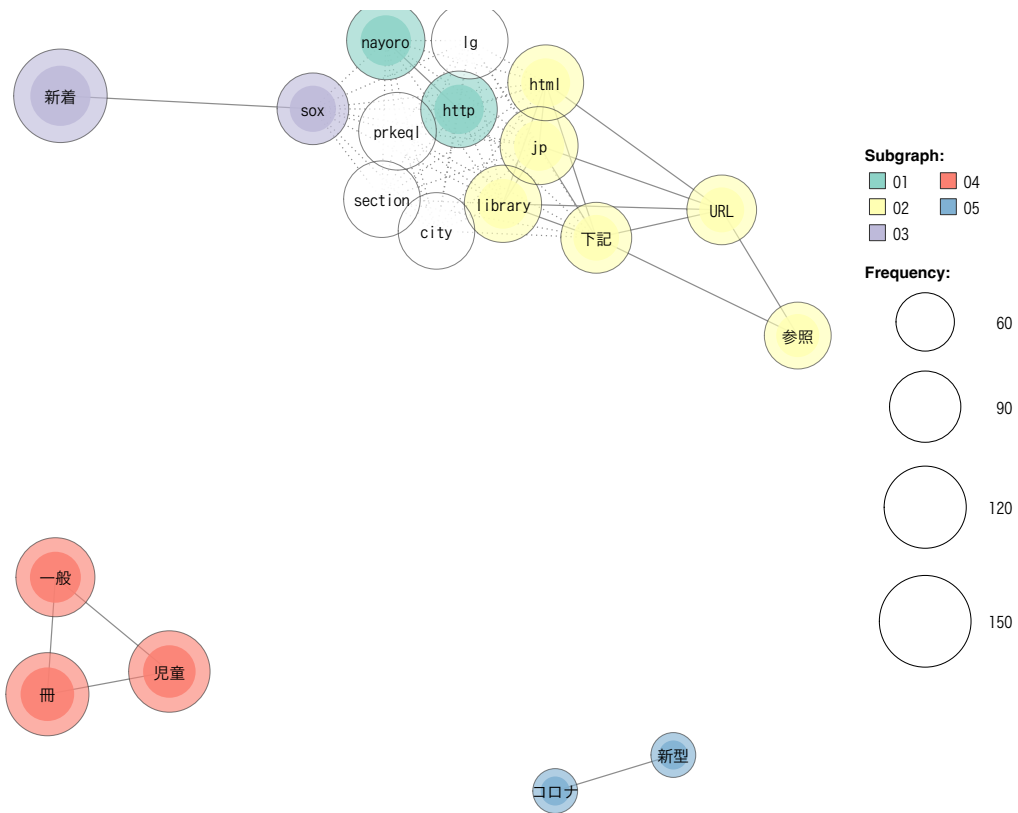 nayoro
lg
新着
sox
http
html
prkeql
jp
section
library
city
下記
URL
参照
一般
児童
冊
新型
コロナ
Subgraph:
01
04
02
05
03
Frequency:
60
90
120
150